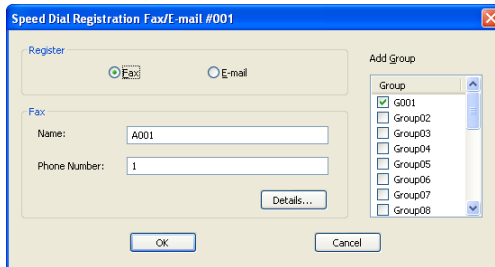 Speed Dial Registration Fax/E-mail #001
Register
Fax
E-mail
Fax
Name:
A001
Phone Number:
1
Details...
Add Group
Group
G001
Group02
Group03
Group04
Group05
Group06
Group07
Group08
OK
Cancel